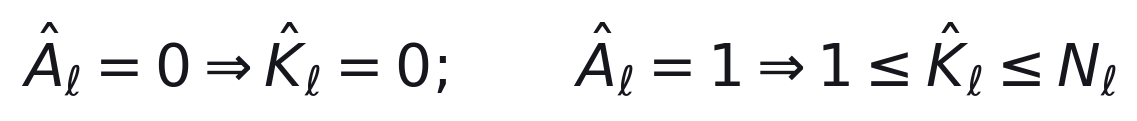 Â_ℓ = 0 ⇒ K̂_ℓ = 0;  Â_ℓ = 1 ⇒ 1 ≤ K̂_ℓ ≤ N_ℓ